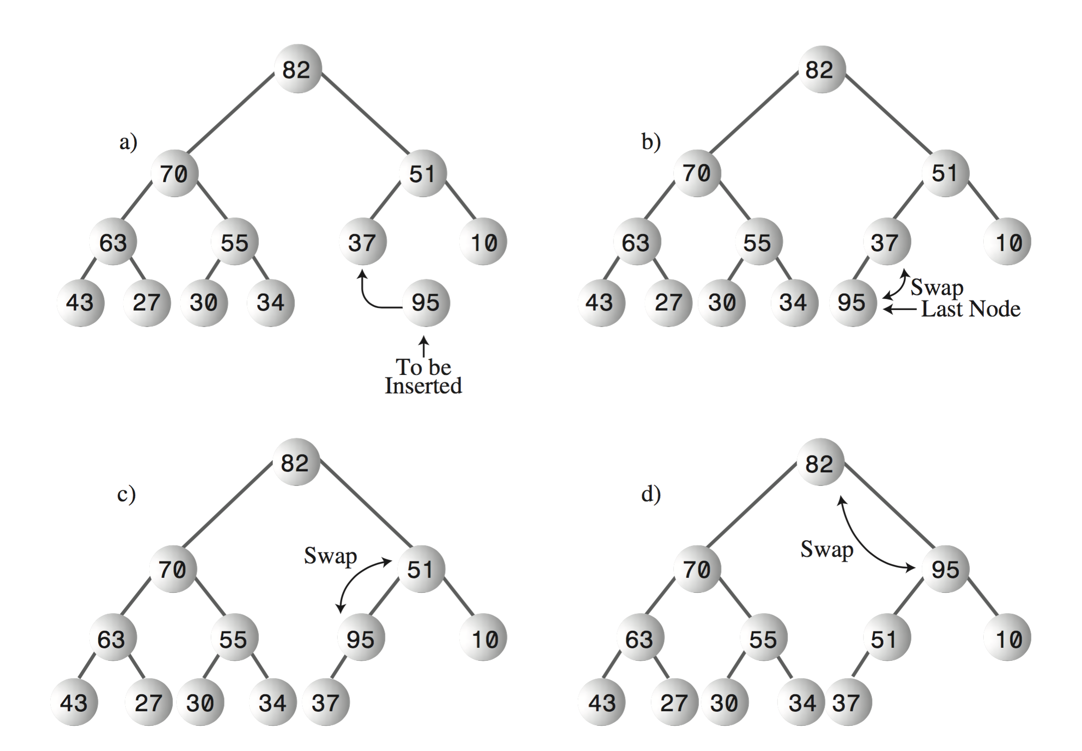 a)
82
70 51
63 55 37 10
43 27 30 34 95
To be
Inserted
b)
82
70 51
63 55 37 10
43 27 30 34 95
Swap
Last Node
c)
82
Swap
70 51
63 55 95 10
43 27 30 34 37
d)
82
Swap
70 95
63 55 51 10
43 27 30 34 37